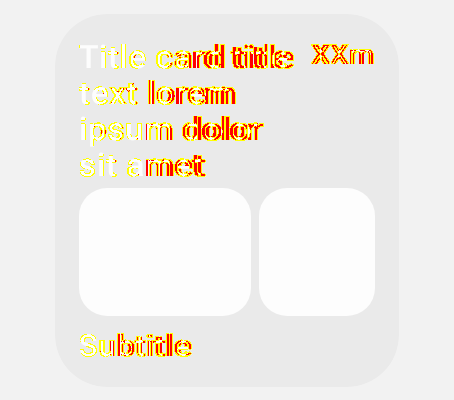 Title card title XXm
text lorem
ipsum dolor
sit amet
Subtitle